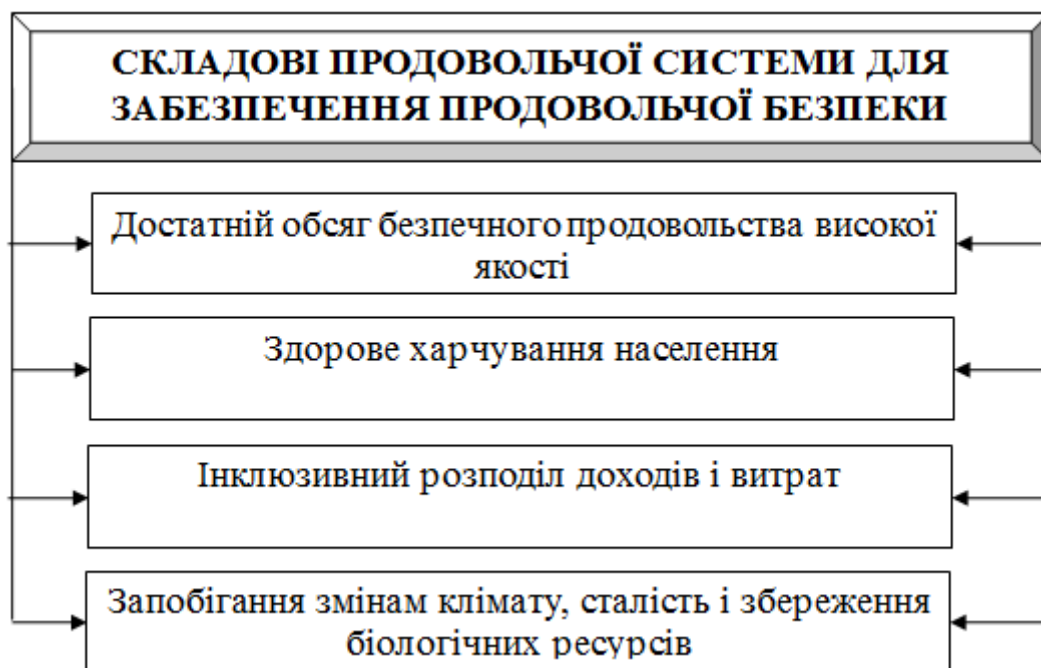 СКЛАДОВІ ПРОДОВОЛЬЧОЇ СИСТЕМИ ДЛЯ
ЗАБЕЗПЕЧЕННЯ ПРОДОВОЛЬЧОЇ БЕЗПЕКИ
Достатній обсяг безпечного продовольства високої
якості
Здорове харчування населення
Інклюзивний розподіл доходів і витрат
Запобігання змінам клімату, сталість і збереження
біологічних ресурсів